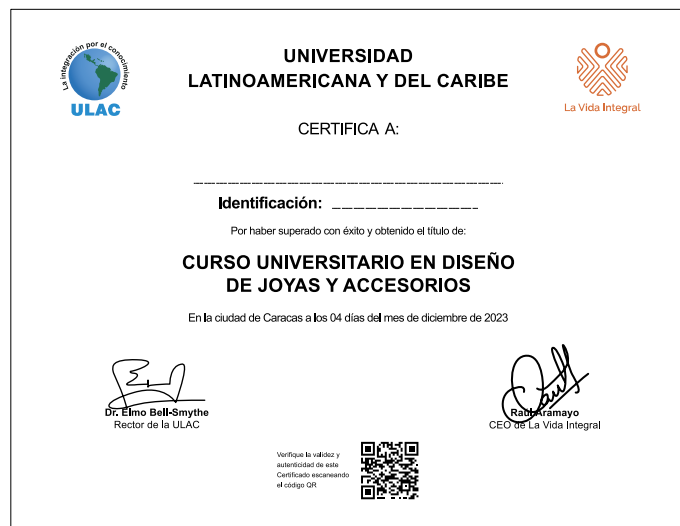 La integración por el conocimiento
ULAC
UNIVERSIDAD
LATINOAMERICANA Y DEL CARIBE
La Vida Integral
CERTIFICA A:
Identificación:
Por haber superado con éxito y obtenido el título de:
CURSO UNIVERSITARIO EN DISEÑO
DE JOYAS Y ACCESORIOS
En la ciudad de Caracas a los 04 días del mes de diciembre de 2023
Dr. Elmo Bell-Smythe
Rector de la ULAC
Raúl Aramayo
CEO de La Vida Integral
Verifique la validez y
autenticidad de este
Certificado escaneando
el código QR